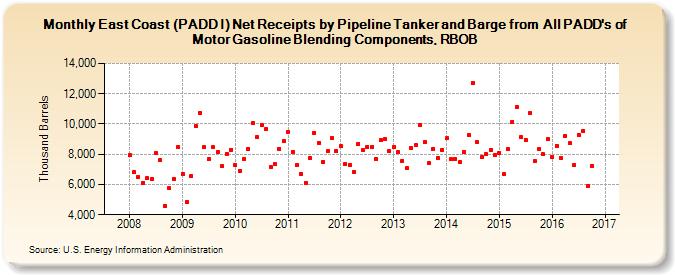 Monthly East Coast (PADD I) Net Receipts by Pipeline Tanker and Barge from All PADD's of
Motor Gasoline Blending Components, RBOB
Thousand Barrels
14,000
12,000
10,000
8,000
6,000
4,000
2008 2009 2010 2011 2012 2013 2014 2015 2016 2017
Source: U.S. Energy Information Administration